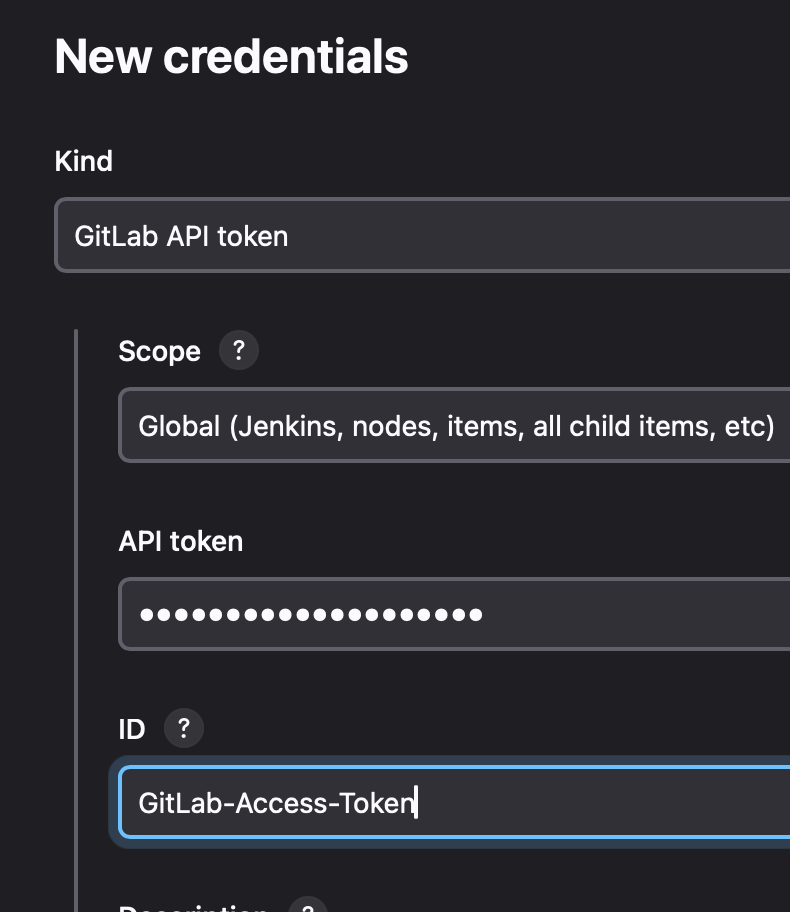 New credentials
Kind
GitLab API token
Scope ?
Global (Jenkins, nodes, items, all child items, etc)
API token
••••••••••••••••••••
ID ?
GitLab-Access-Token
Description ?